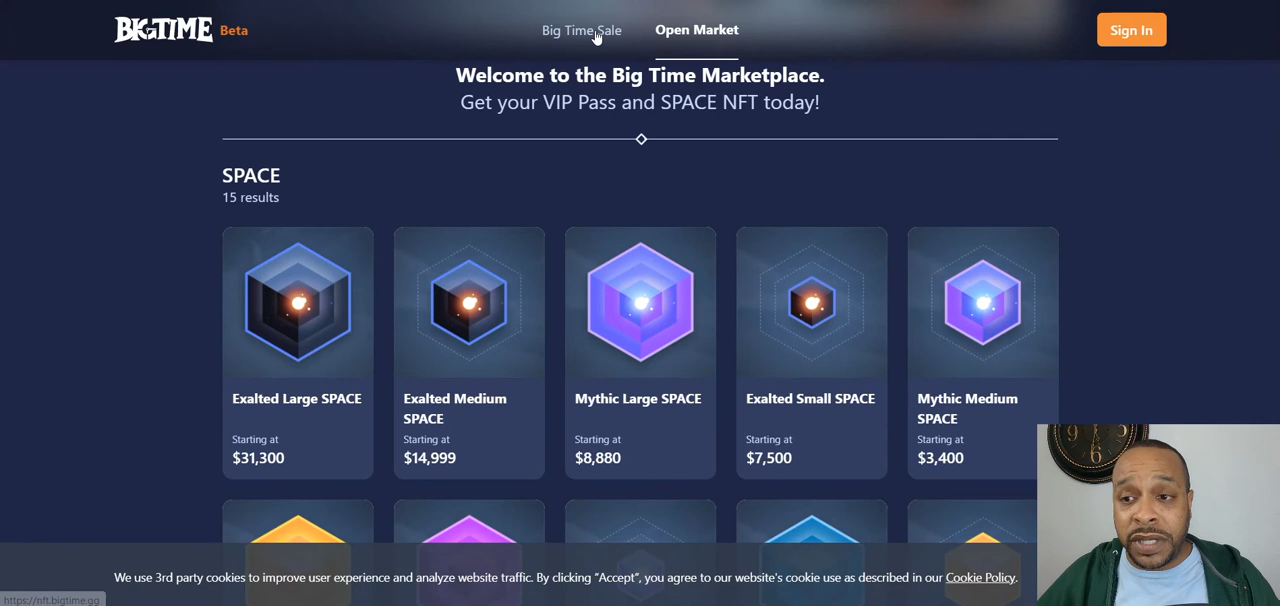 BIGTIME Beta
Big Time Sale
Open Market
Sign In
Welcome to the Big Time Marketplace.
Get your VIP Pass and SPACE NFT today!
SPACE
15 results
Exalted Large SPACE
Starting at
$31,300
Exalted Medium
SPACE
Starting at
$14,999
Mythic Large SPACE
Starting at
$8,880
Exalted Small SPACE
Starting at
$7,500
Mythic Medium
SPACE
Starting at
$3,400
We use 3rd party cookies to improve user experience and analyze website traffic. By clicking “Accept”, you agree to our website's cookie use as described in our Cookie Policy.
https://nft.bigtime.gg